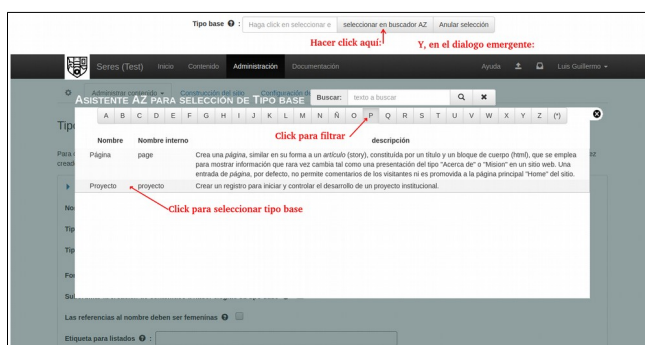 Tipo base : Haga click en seleccionar e seleccionar en buscador AZ Anular selección
Hacer click aquí: Y, en el dialogo emergente:
Seres (Test) Inicio Contenido Administración Documentación Ayuda Luis Guillermo
Administrar contenido Construcción del sitio
ASISTENTE AZ PARA SELECCIÓN DE TIPO BASE Buscar: texto a buscar
A B C D E F G H I J K L M N Ñ O P Q R S T U V W X Y Z (*)
Click para filtrar
Nombre Nombre interno descripción
Página page Crea una página, similar en su forma a un artículo (story), constituida por un título y un bloque de cuerpo (html), que se emplea
para mostrar información que rara vez cambia tal como una presentación del tipo "Acerca de" o "Mision" en un sitio web. Una
entrada de página, por defecto, no permite comentarios de los visitantes ni es promovida a la página principal "Home" del sitio.
Proyecto proyecto Crear un registro para iniciar y controlar el desarrollo de un proyecto institucional.
Click para seleccionar tipo base
Las referencias al nombre deben ser femeninas
Etiqueta para listados :